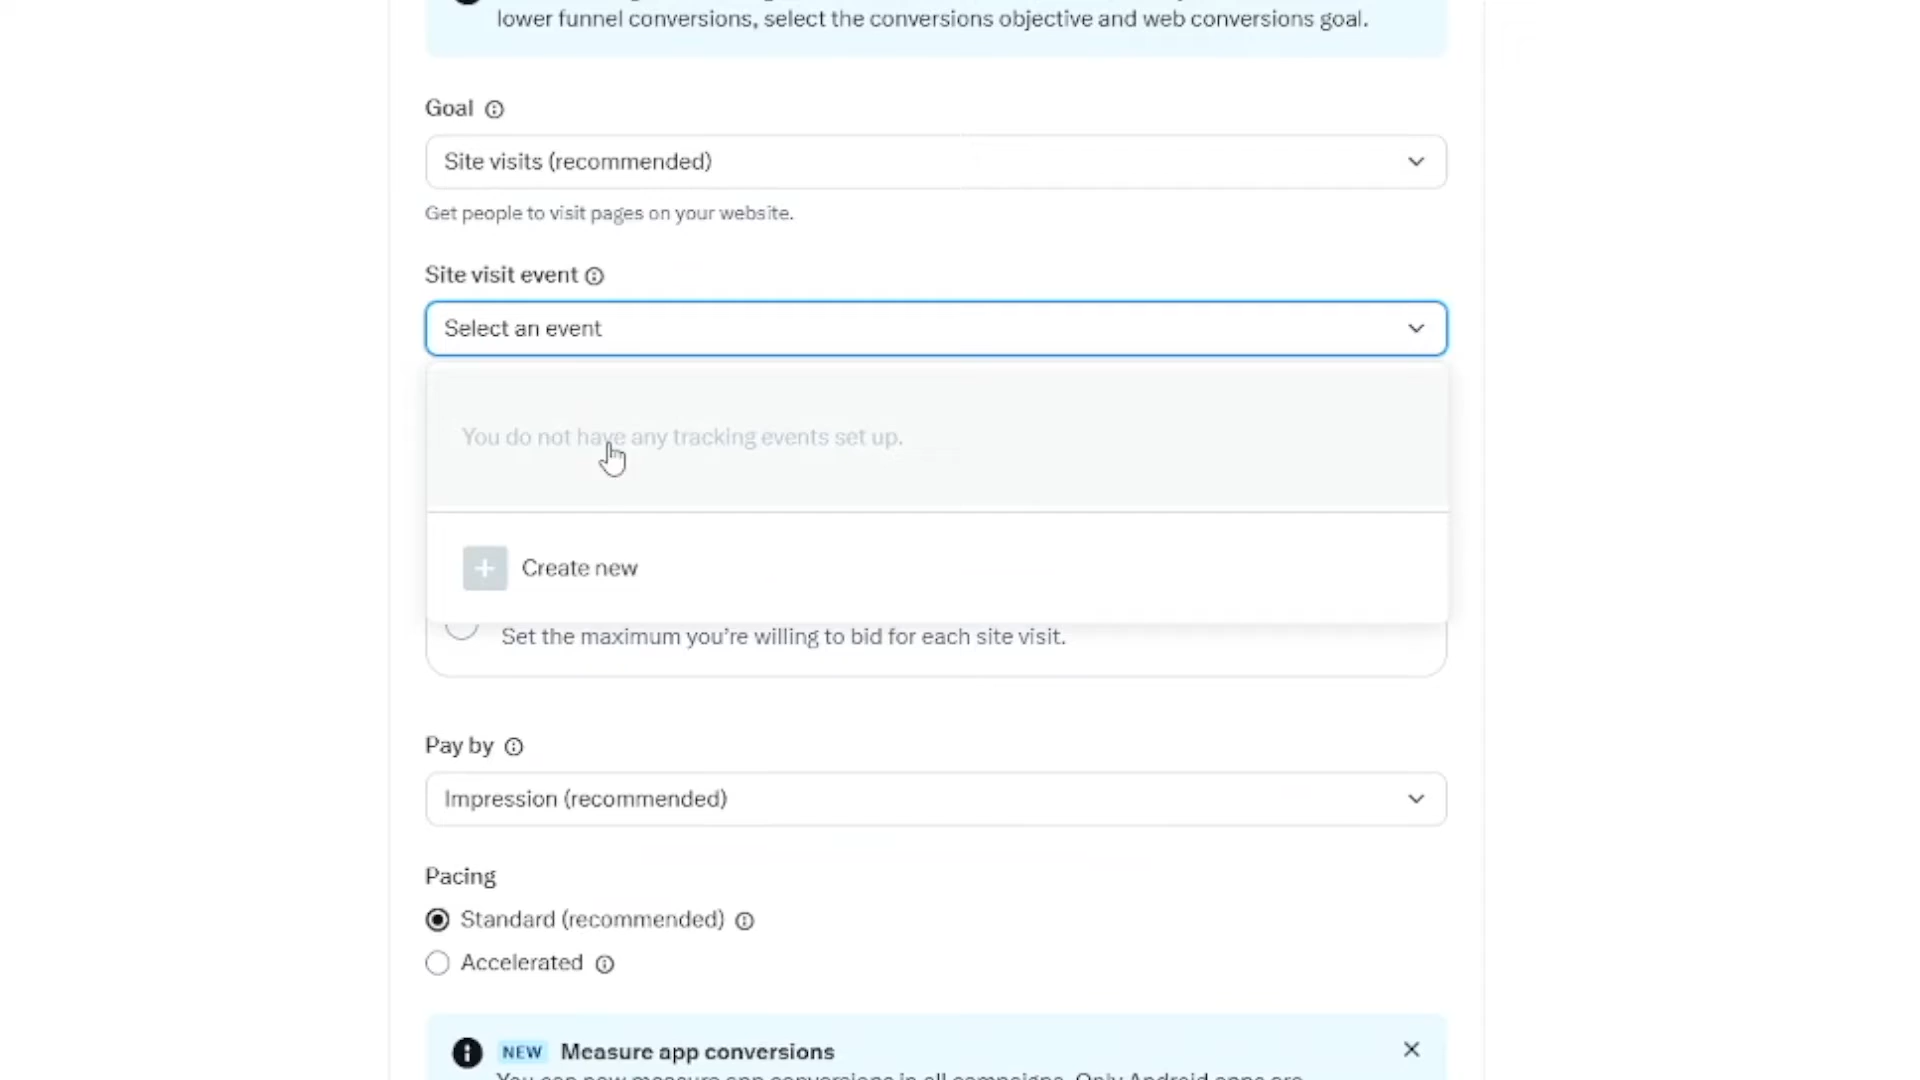 lower funnel conversions, select the conversions objective and web conversions goal.
Goal
Site visits (recommended)
Get people to visit pages on your website.
Site visit event
Select an event
You do not have any tracking events set up.
Create new
Set the maximum you’re willing to bid for each site visit.
Pay by
Impression (recommended)
Pacing
Standard (recommended)
Accelerated
NEW Measure app conversions
You can now measure app conversions in all campaigns. Only Android apps are